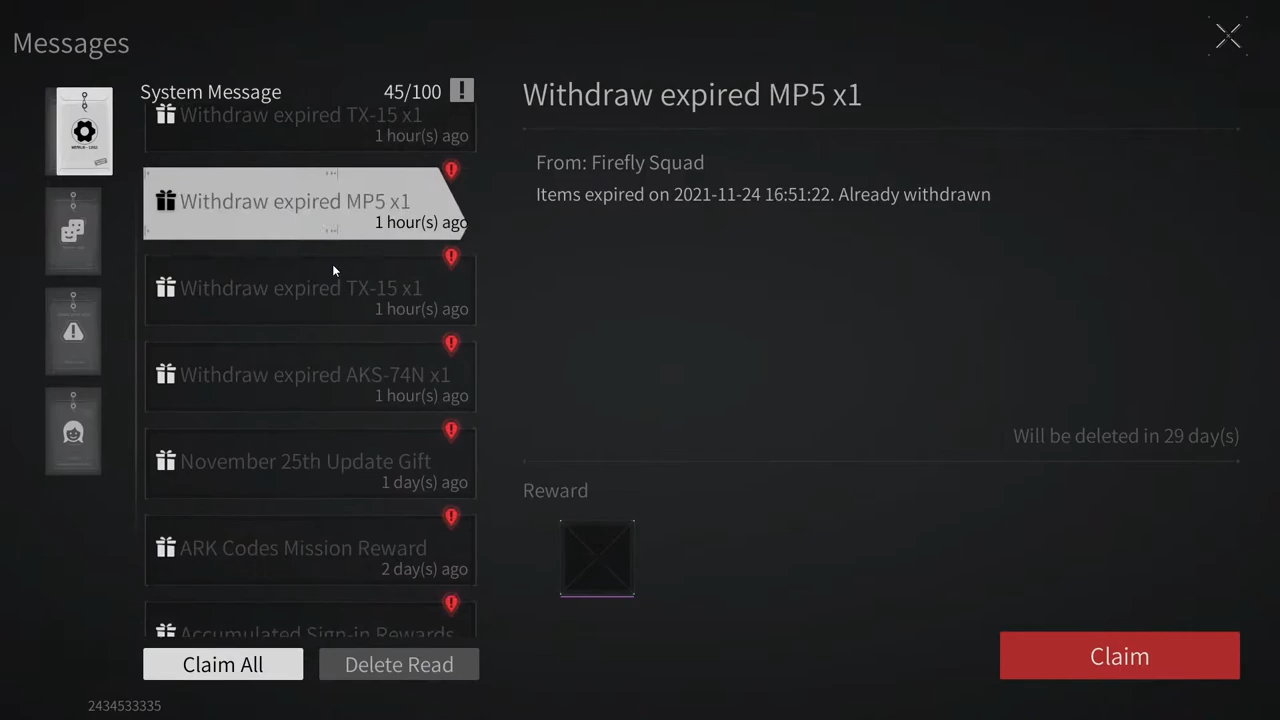 Messages
System Message 45/100
Withdraw expired TX-15 x1
1 hour(s) ago
Withdraw expired MP5 x1
1 hour(s) ago
Withdraw expired TX-15 x1
1 hour(s) ago
Withdraw expired AKS-74N x1
1 hour(s) ago
November 25th Update Gift
1 day(s) ago
ARK Codes Mission Reward
2 day(s) ago
Accumulated Sign-in Rewards
Claim All
Delete Read
2434533335
Withdraw expired MP5 x1
From: Firefly Squad
Items expired on 2021-11-24 16:51:22. Already withdrawn
Will be deleted in 29 day(s)
Reward
Claim